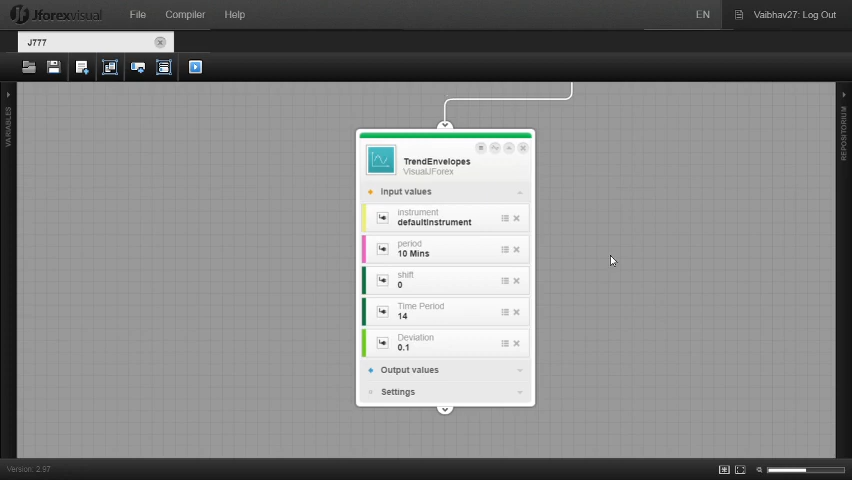 Jforexvisual
File
Compiler
Help
EN
Vaibhav27: Log Out
J777
VARIABLES
REPOSITORIUM
TrendEnvelopes
VisualJForex
Input values
instrument
defaultInstrument
period
10 Mins
shift
0
Time Period
14
Deviation
0.1
Output values
Settings
Version: 2.97